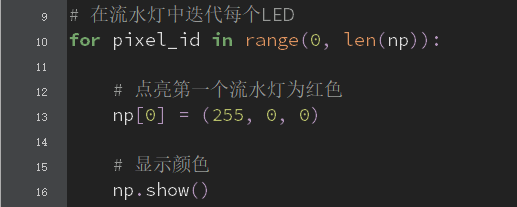 9 # 在流水灯中迭代每个LED
10 for pixel_id in range(0, len(np)):
11
12 # 点亮第一个流水灯为红色
13 np[0] = (255, 0, 0)
14
15 # 显示颜色
16 np.show()